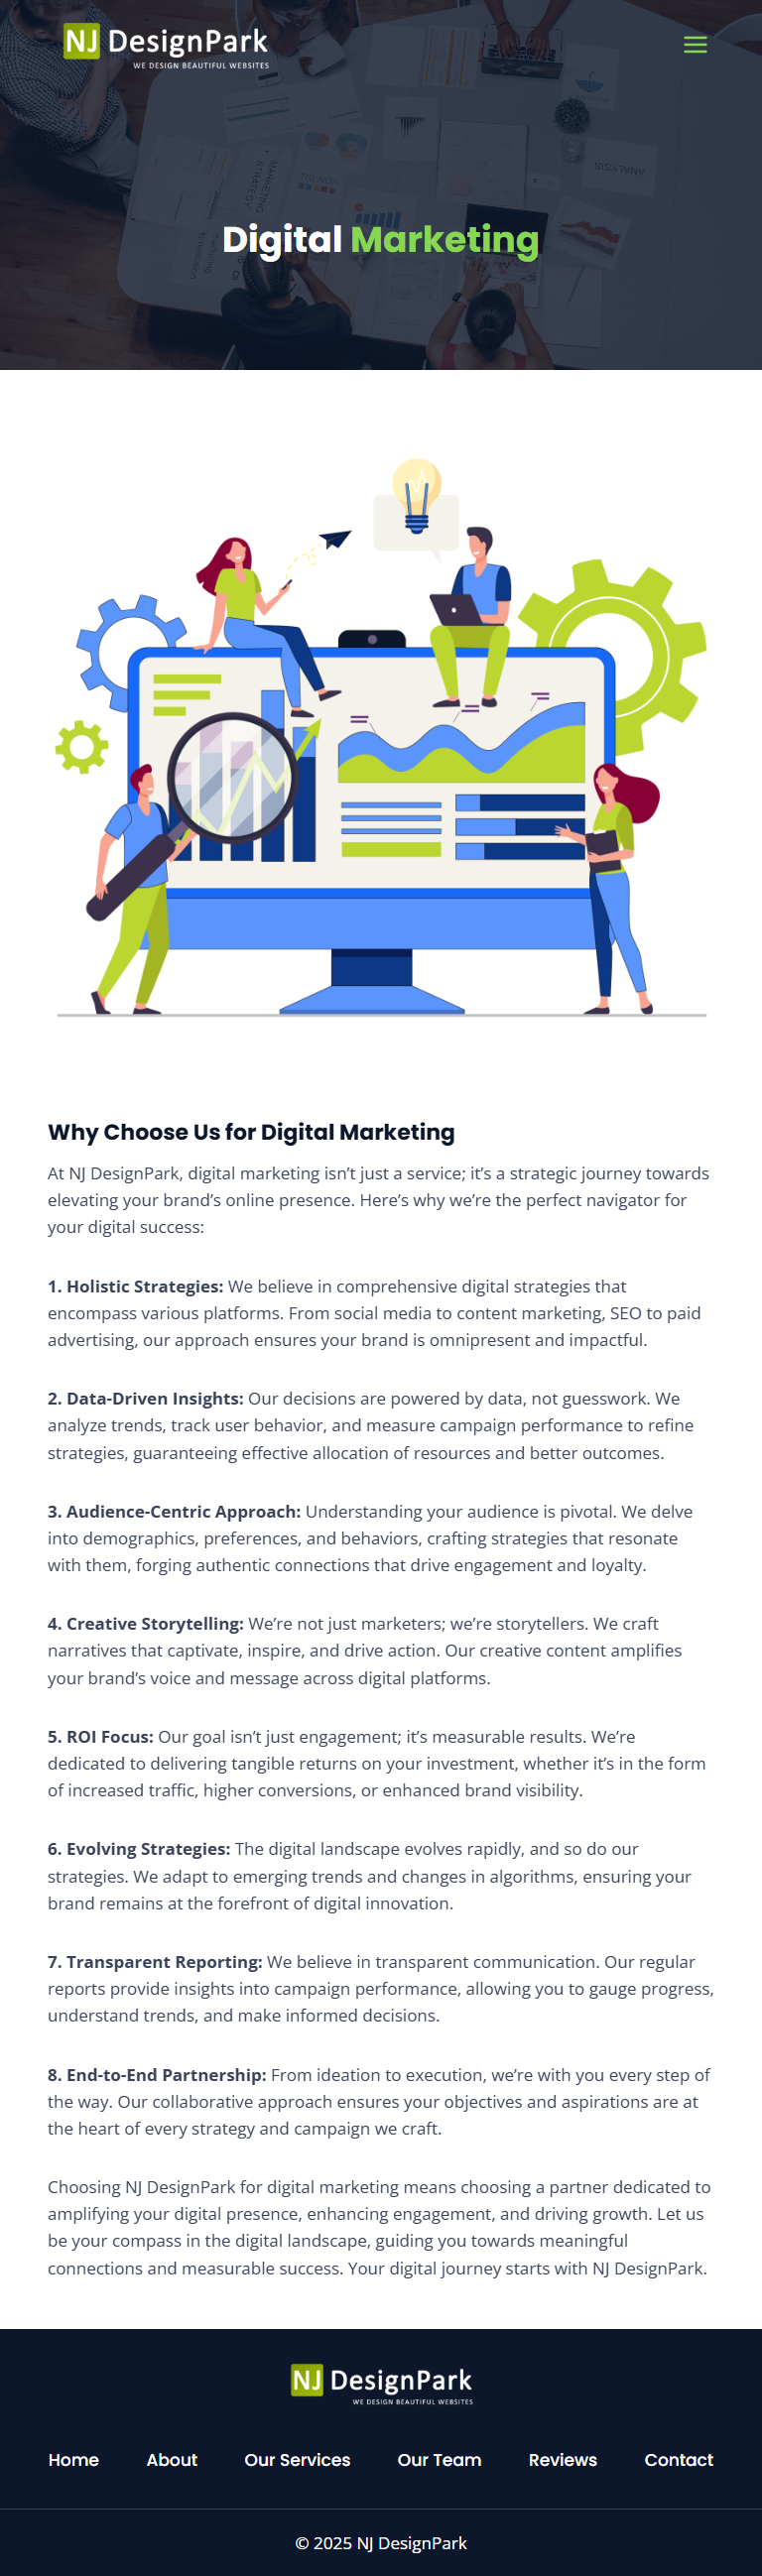 NJ DesignPark
WE DESIGN BEAUTIFUL WEBSITES
ANALYSIS
MARKETING
STRATEGY
Digital Marketing
Why Choose Us for Digital Marketing
At NJ DesignPark, digital marketing isn’t just a service; it’s a strategic journey towards
elevating your brand’s online presence. Here’s why we’re the perfect navigator for
your digital success:
1. Holistic Strategies: We believe in comprehensive digital strategies that
encompass various platforms. From social media to content marketing, SEO to paid
advertising, our approach ensures your brand is omnipresent and impactful.
2. Data-Driven Insights: Our decisions are powered by data, not guesswork. We
analyze trends, track user behavior, and measure campaign performance to refine
strategies, guaranteeing effective allocation of resources and better outcomes.
3. Audience-Centric Approach: Understanding your audience is pivotal. We delve
into demographics, preferences, and behaviors, crafting strategies that resonate
with them, forging authentic connections that drive engagement and loyalty.
4. Creative Storytelling: We’re not just marketers; we’re storytellers. We craft
narratives that captivate, inspire, and drive action. Our creative content amplifies
your brand’s voice and message across digital platforms.
5. ROI Focus: Our goal isn’t just engagement; it’s measurable results. We’re
dedicated to delivering tangible returns on your investment, whether it’s in the form
of increased traffic, higher conversions, or enhanced brand visibility.
6. Evolving Strategies: The digital landscape evolves rapidly, and so do our
strategies. We adapt to emerging trends and changes in algorithms, ensuring your
brand remains at the forefront of digital innovation.
7. Transparent Reporting: We believe in transparent communication. Our regular
reports provide insights into campaign performance, allowing you to gauge progress,
understand trends, and make informed decisions.
8. End-to-End Partnership: From ideation to execution, we’re with you every step of
the way. Our collaborative approach ensures your objectives and aspirations are at
the heart of every strategy and campaign we craft.
Choosing NJ DesignPark for digital marketing means choosing a partner dedicated to
amplifying your digital presence, enhancing engagement, and driving growth. Let us
be your compass in the digital landscape, guiding you towards meaningful
connections and measurable success. Your digital journey starts with NJ DesignPark.
NJ DesignPark
WE DESIGN BEAUTIFUL WEBSITES
Home About Our Services Our Team Reviews Contact
© 2025 NJ DesignPark